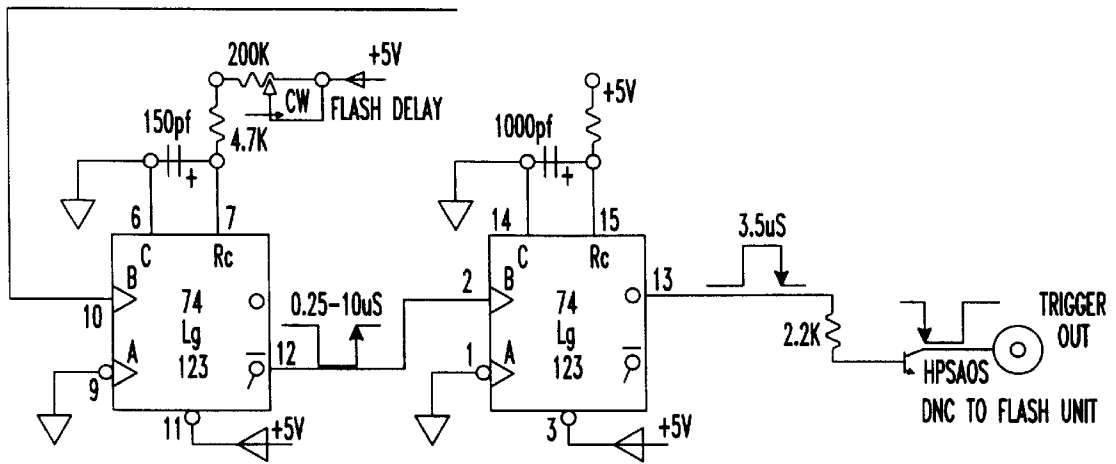 200K
+5V
CW
FLASH DELAY
4.7K
150pf
+
6
7
C
Rc
B
10
74
Lg
123
A
9
12
11
+5V
0.25-10uS
+5V
1000pf
+
14
15
C
Rc
2
B
74
Lg
123
1
A
13
3
+5V
3.5uS
2.2K
HPSAOS
TRIGGER
OUT
DNC TO FLASH UNIT